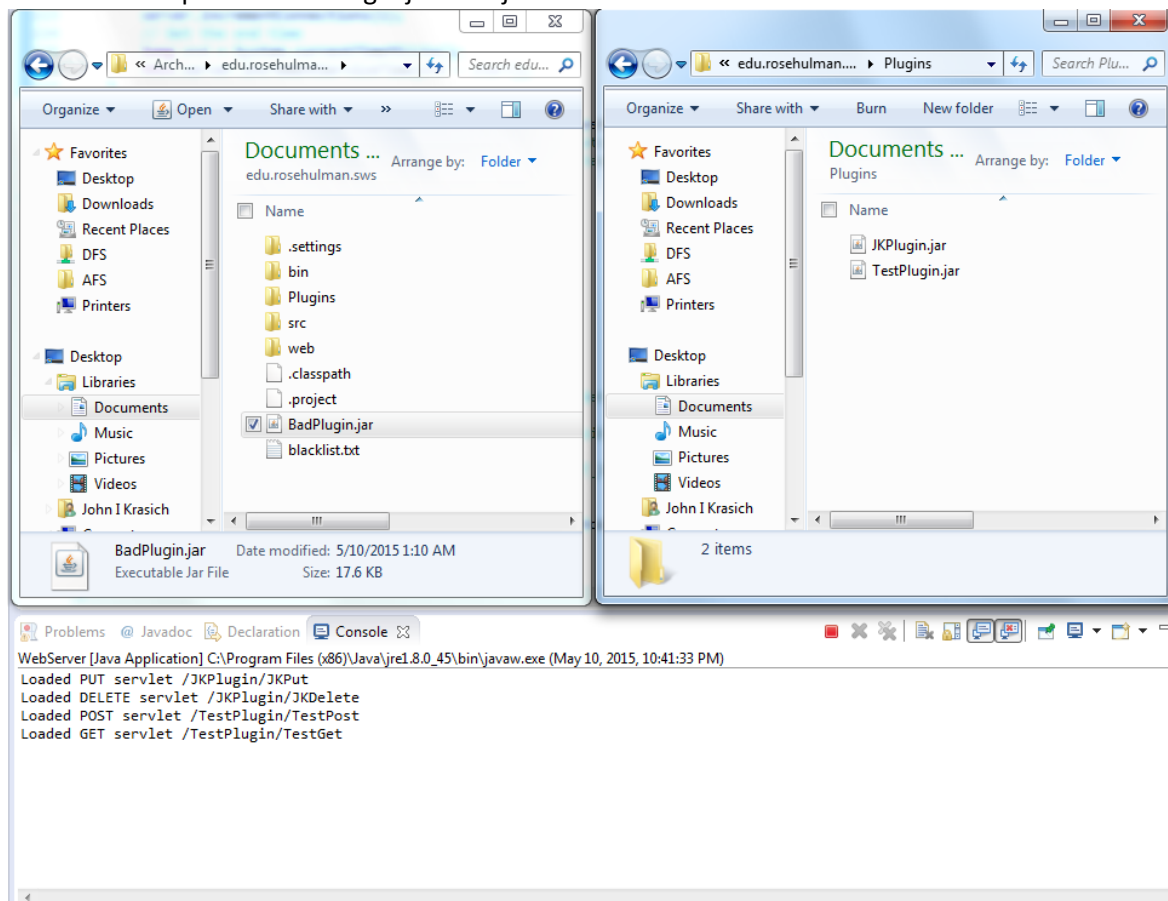 « Arch... ▸ edu.rosehulma... ▸
Search edu...
Organize ▾ Open ▾ Share with ▾ »
Favorites
Desktop
Downloads
Recent Places
DFS
AFS
Printers
Desktop
Libraries
Documents
Music
Pictures
Videos
John I Krasich
Documents ...
edu.rosehulman.sws
Arrange by: Folder ▾
Name
.settings
bin
Plugins
src
web
.classpath
.project
BadPlugin.jar
blacklist.txt
BadPlugin.jar Date modified: 5/10/2015 1:10 AM
Executable Jar File Size: 17.6 KB
« edu.rosehulman.... ▸ Plugins
Search Plu...
Organize ▾ Share with ▾ Burn New folder
Favorites
Desktop
Downloads
Recent Places
DFS
AFS
Printers
Desktop
Libraries
Documents
Music
Pictures
Videos
John I Krasich
Documents ...
Plugins
Arrange by: Folder ▾
Name
JKPlugin.jar
TestPlugin.jar
2 items
Problems @ Javadoc Declaration Console
WebServer [Java Application] C:\Program Files (x86)\Java\jre1.8.0_45\bin\javaw.exe (May 10, 2015, 10:41:33 PM)
Loaded PUT servlet /JKPlugin/JKPut
Loaded DELETE servlet /JKPlugin/JKDelete
Loaded POST servlet /TestPlugin/TestPost
Loaded GET servlet /TestPlugin/TestGet